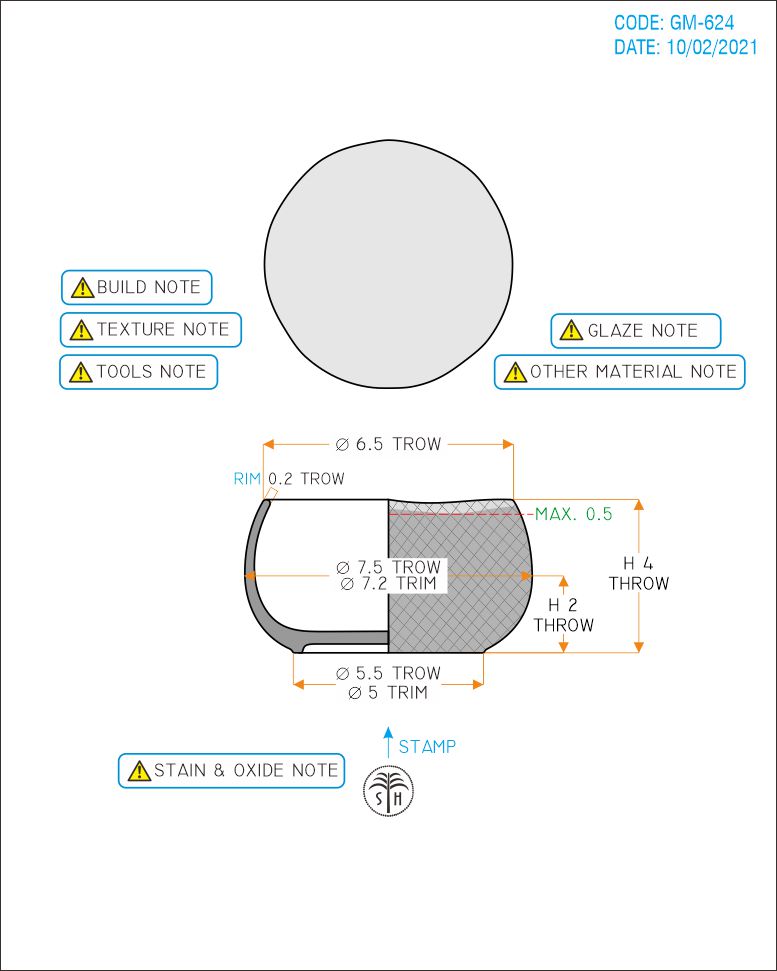 CODE: GM-624
DATE: 10/02/2021
BUILD NOTE
TEXTURE NOTE
TOOLS NOTE
GLAZE NOTE
OTHER MATERIAL NOTE
Ø 6.5 TROW
RIM 0.2 TROW
MAX. 0.5
Ø 7.5 TROW
Ø 7.2 TRIM
H 4
THROW
H 2
THROW
Ø 5.5 TROW
Ø 5 TRIM
STAMP
STAIN & OXIDE NOTE
S H